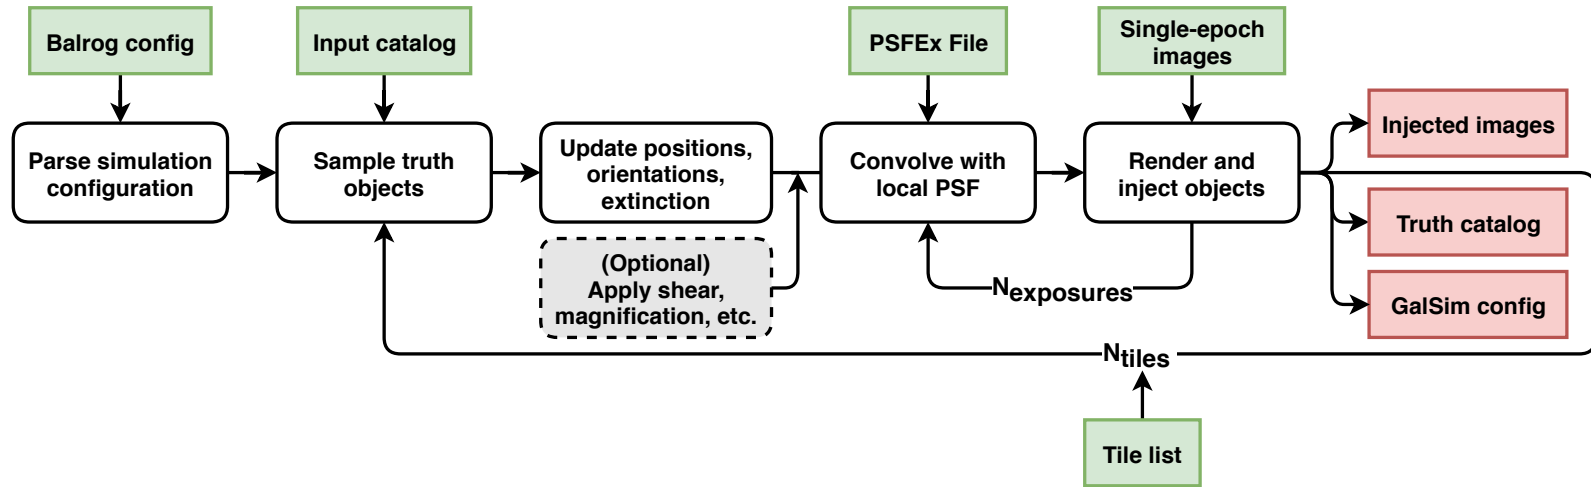 Balrog config
Input catalog
PSFEx File
Single-epoch
images
Parse simulation
configuration
Sample truth
objects
Update positions,
orientations,
extinction
Convolve with
local PSF
Render and
inject objects
Injected images
Truth catalog
GalSim config
(Optional)
Apply shear,
magnification, etc.
Nexposures
Ntiles
Tile list